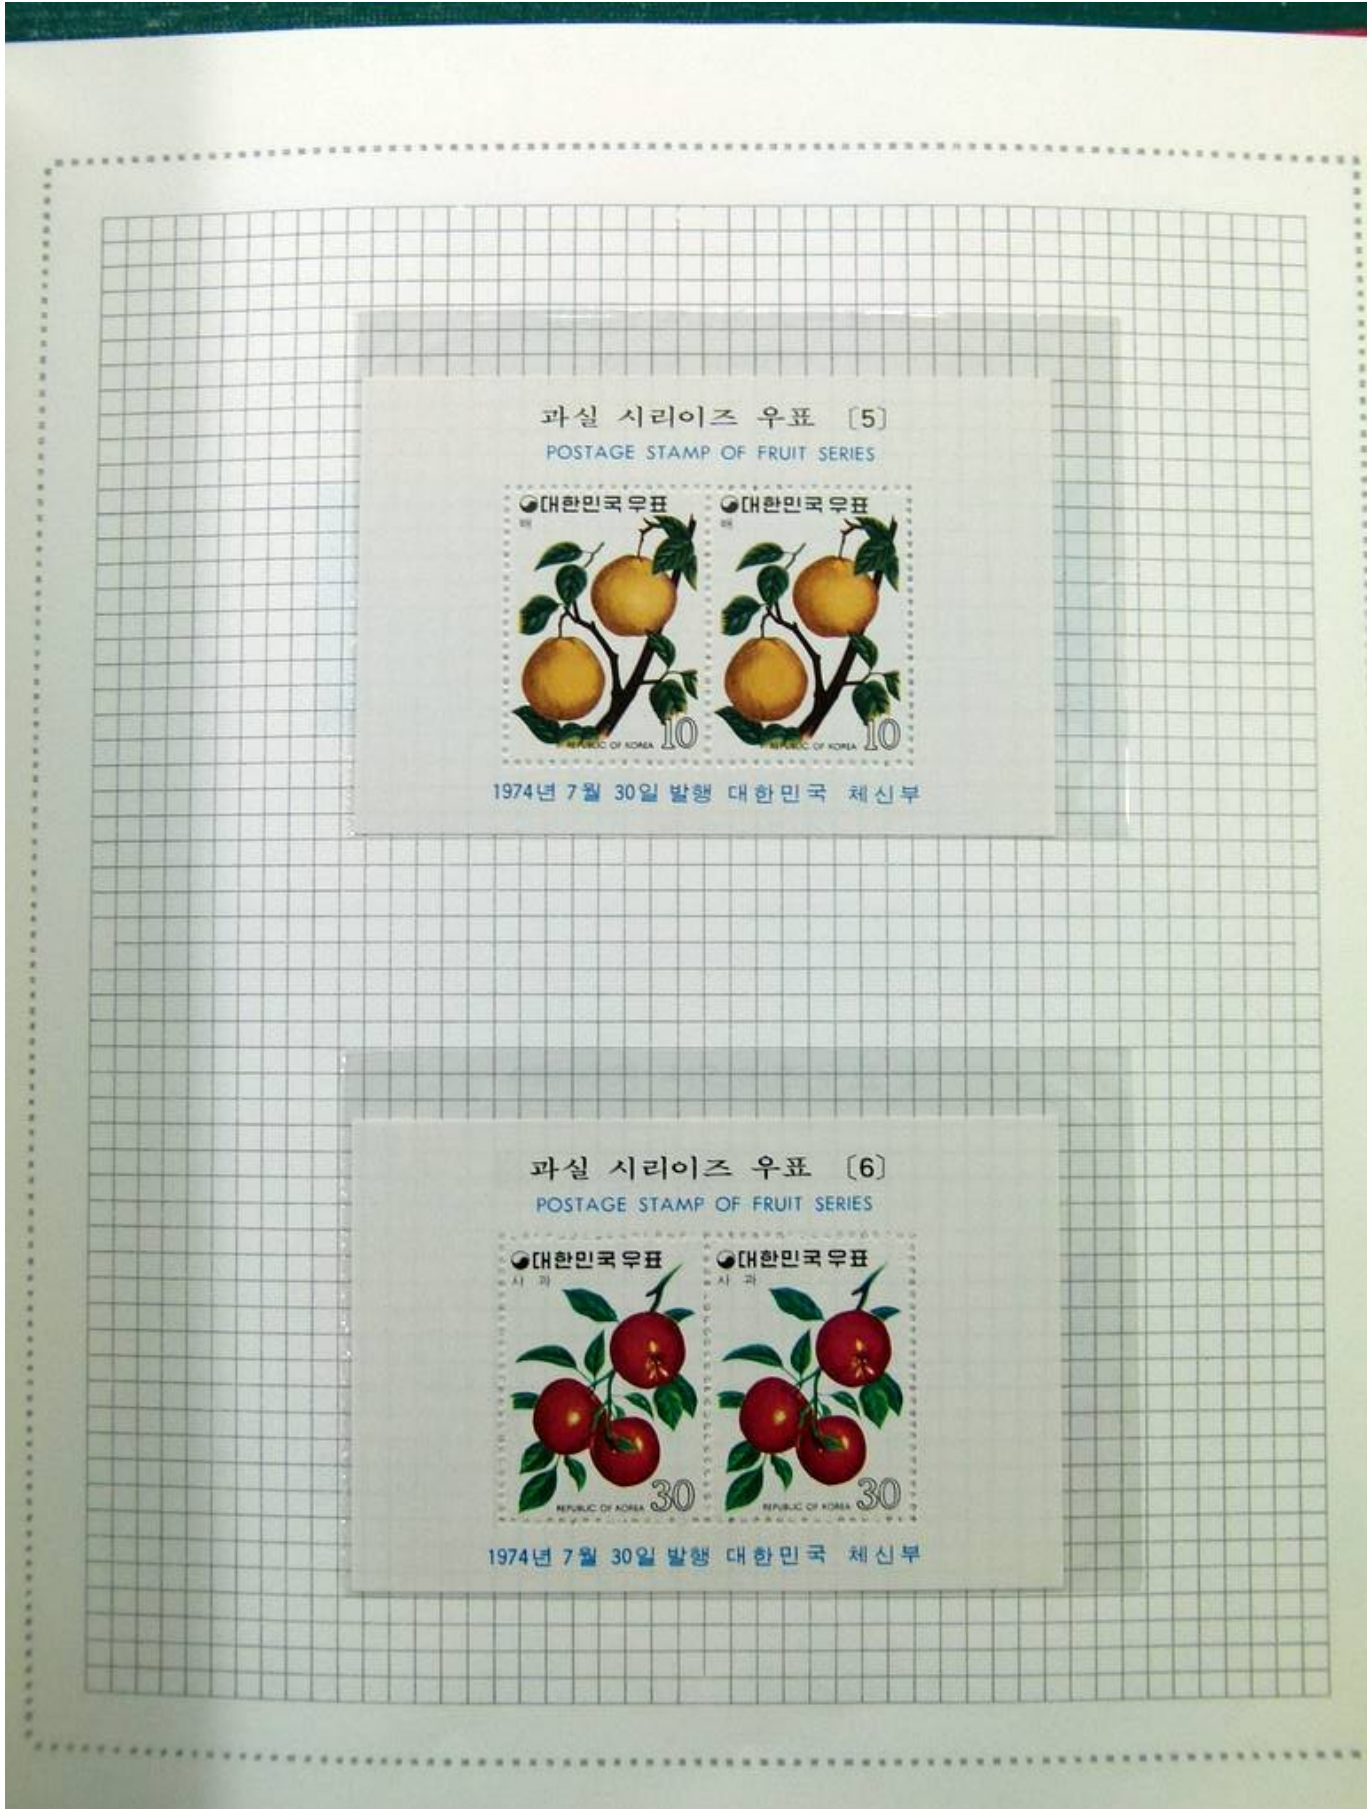 과실 시리이즈 우표 〔5〕
POSTAGE STAMP OF FRUIT SERIES
대한민국우표 대한민국우표
배 배
REPUBLIC OF KOREA 10 REPUBLIC OF KOREA 10
1974년 7월 30일 발행 대한민국 체신부
과실 시리이즈 우표 〔6〕
POSTAGE STAMP OF FRUIT SERIES
대한민국우표 대한민국우표
사 과 사 과
REPUBLIC OF KOREA 30 REPUBLIC OF KOREA 30
1974년 7월 30일 발행 대한민국 체신부